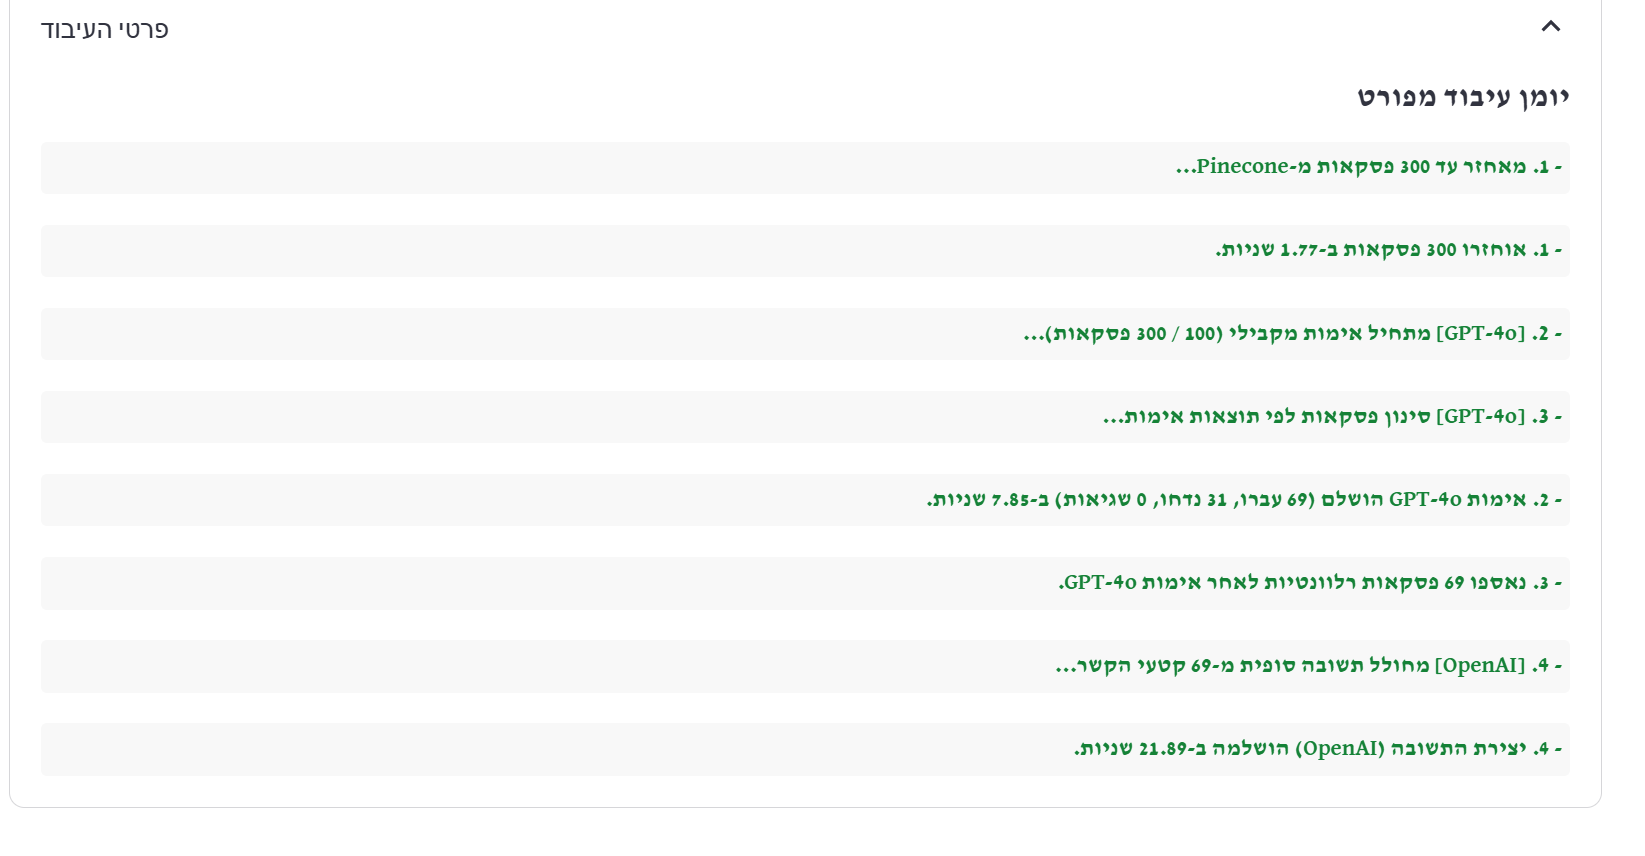 פרטי העיבוד
יומן עיבוד מפורט
- 1. מאחזר עד 300 פסקאות מ-Pinecone...
- 1. אוחזרו 300 פסקאות ב-1.77 שניות.
- 2. [GPT-4o] מתחיל אימות מקבילי (100 / 300 פסקאות)...
- 3. [GPT-4o] סינון פסקאות לפי תוצאות אימות...
- 2. אימות GPT-4o הושלם (69 עברו, 31 נדחו, 0 שגיאות) ב-7.85 שניות.
- 3. נאספו 69 פסקאות רלוונטיות לאחר אימות GPT-4o.
- 4. [OpenAI] מחולל תשובה סופית מ-69 קטעי הקשר...
- 4. יצירת התשובה (OpenAI) הושלמה ב-21.89 שניות.